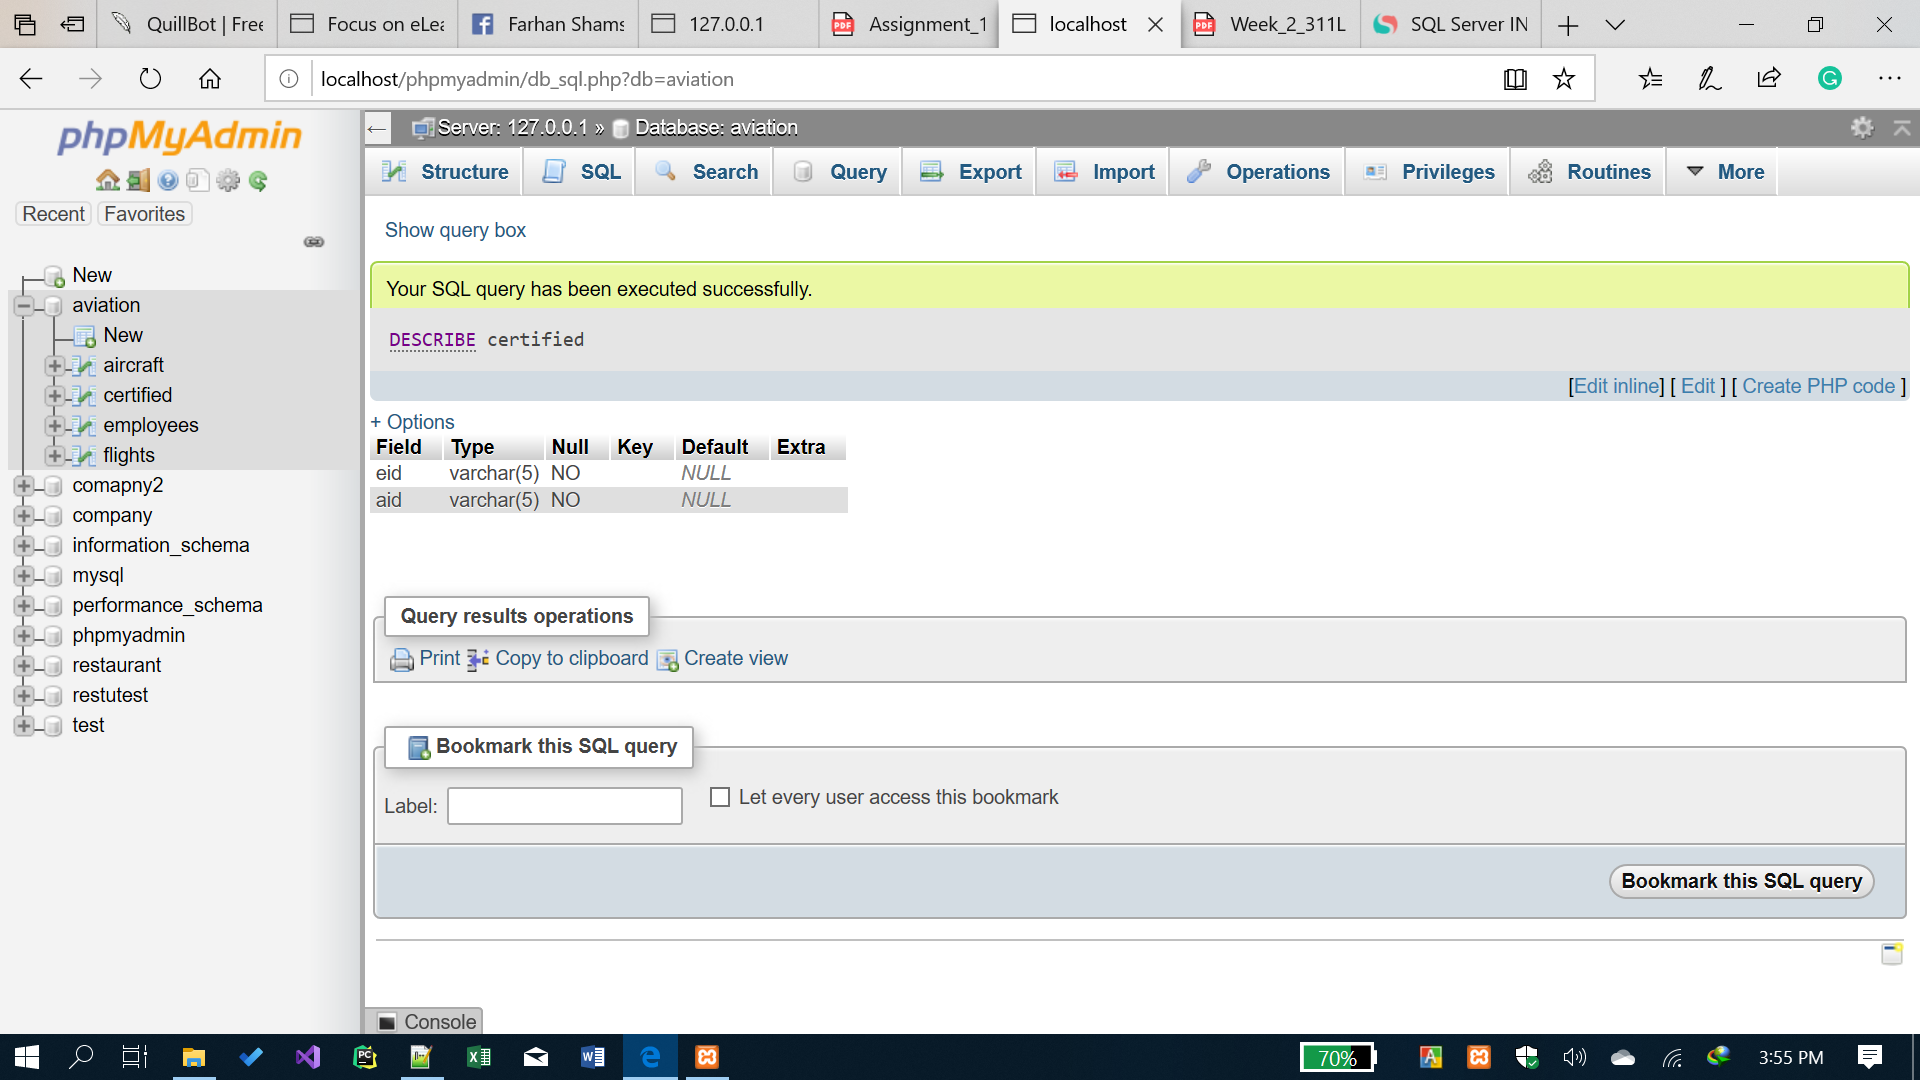 QuillBot | Free
Focus on eLea
Farhan Shams
127.0.0.1
Assignment_1
localhost
Week_2_311L
SQL Server IN
localhost/phpmyadmin/db_sql.php?db=aviation
phpMyAdmin
Recent Favorites
New
aviation
New
aircraft
certified
employees
flights
comapny2
company
information_schema
mysql
performance_schema
phpmyadmin
restaurant
restutest
test
Server: 127.0.0.1 » Database: aviation
Structure SQL Search Query Export Import Operations Privileges Routines More
Show query box
Your SQL query has been executed successfully.
DESCRIBE certified
[Edit inline] [ Edit ] [ Create PHP code ]
+ Options
Field Type Null Key Default Extra
eid varchar(5) NO NULL
aid varchar(5) NO NULL
Query results operations
Print Copy to clipboard Create view
Bookmark this SQL query
Label: Let every user access this bookmark
Bookmark this SQL query
Console
70% 3:55 PM